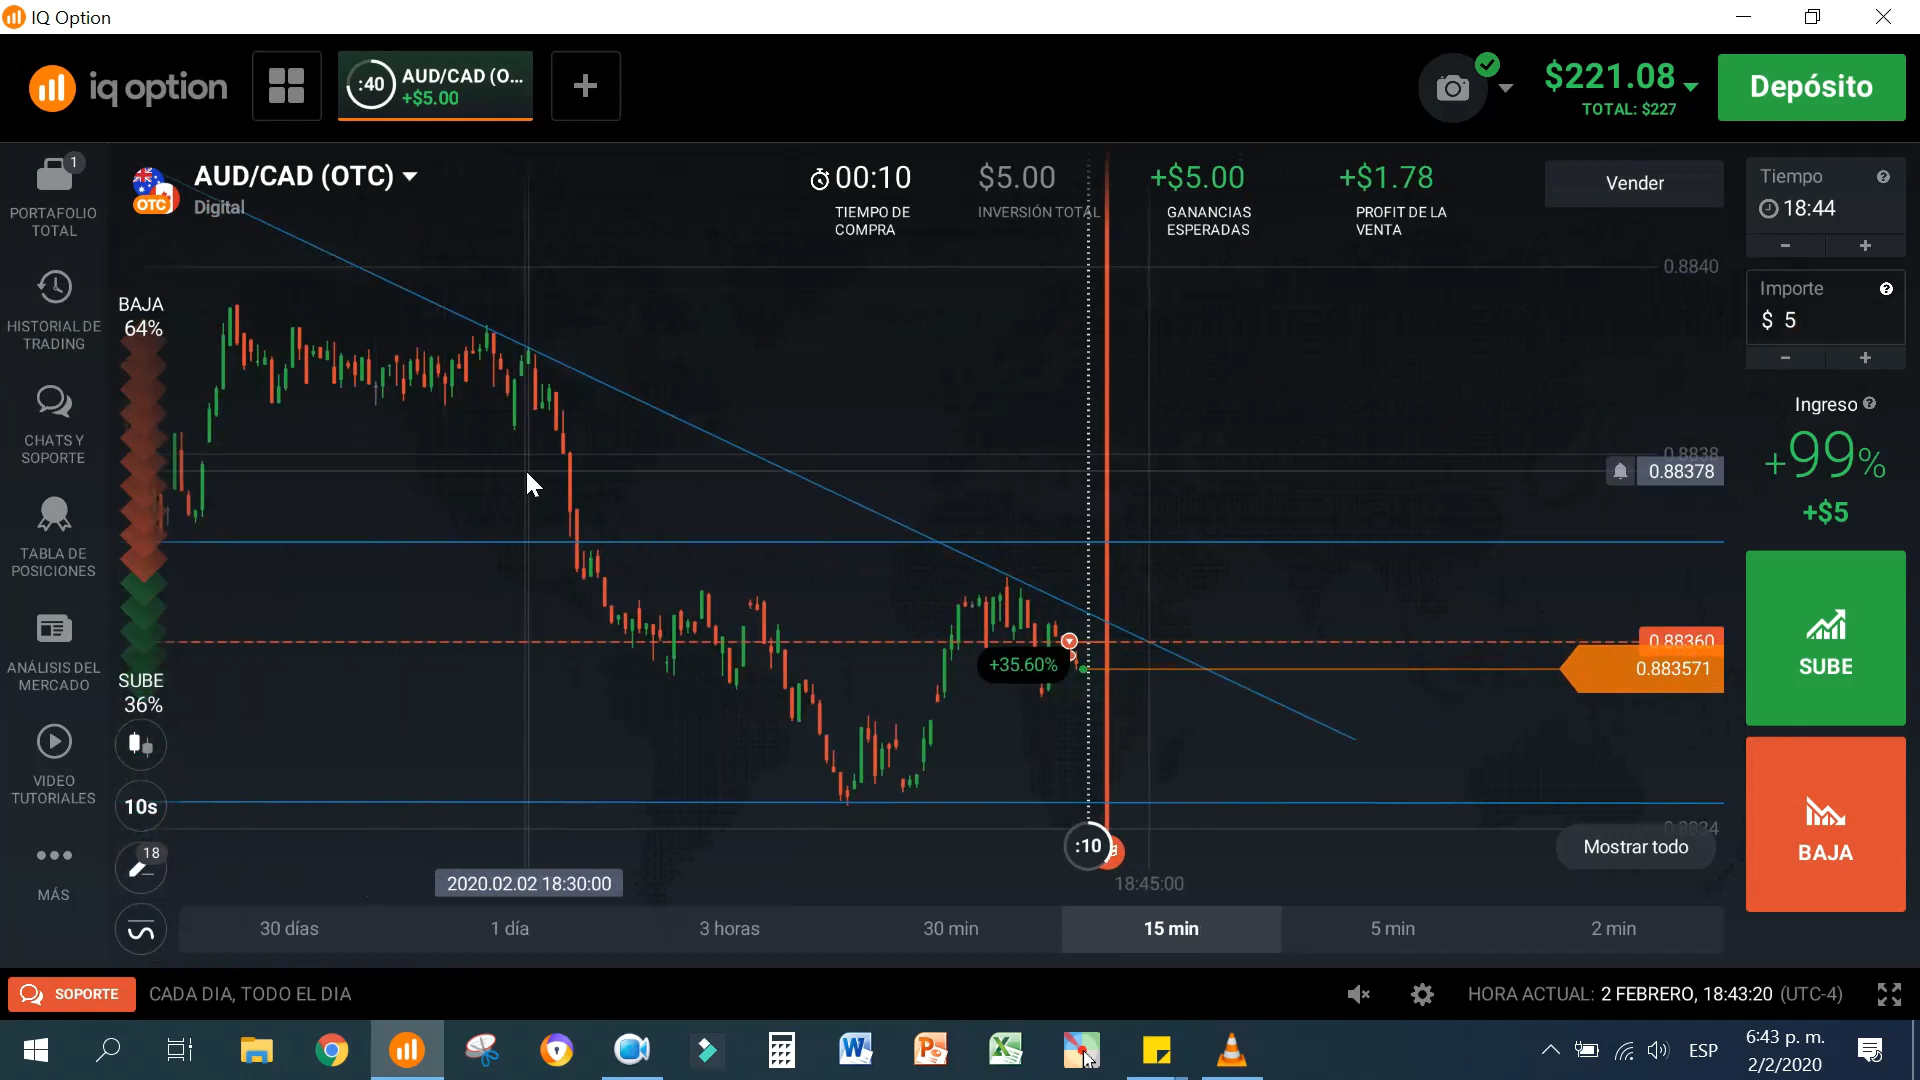 IQ Option
iq option
:40
AUD/CAD (O...
+$5.00
+
$221.08
TOTAL: $227
Depósito
1
PORTAFOLIO
TOTAL
HISTORIAL DE
TRADING
CHATS Y
SOPORTE
TABLA DE
POSICIONES
ANÁLISIS DEL
MERCADO
VIDEO
TUTORIALES
MÁS
OTC
AUD/CAD (OTC)
Digital
00:10
TIEMPO DE
COMPRA
$5.00
INVERSIÓN TOTAL
+$5.00
GANANCIAS
ESPERADAS
+$1.78
PROFIT DE LA
VENTA
Vender
BAJA
64%
SUBE
36%
10s
18
0.8840
0.8838
0.88378
0.88360
0.883571
0.8834
+35.60%
:10
Mostrar todo
2020.02.02 18:30:00
18:45:00
30 días
1 día
3 horas
30 min
15 min
5 min
2 min
Tiempo ?
18:44
- +
Importe ?
$ 5
- +
Ingreso ?
+99%
+$5
SUBE
BAJA
SOPORTE
CADA DIA, TODO EL DIA
HORA ACTUAL: 2 FEBRERO, 18:43:20 (UTC-4)
ESP
6:43 p. m.
2/2/2020